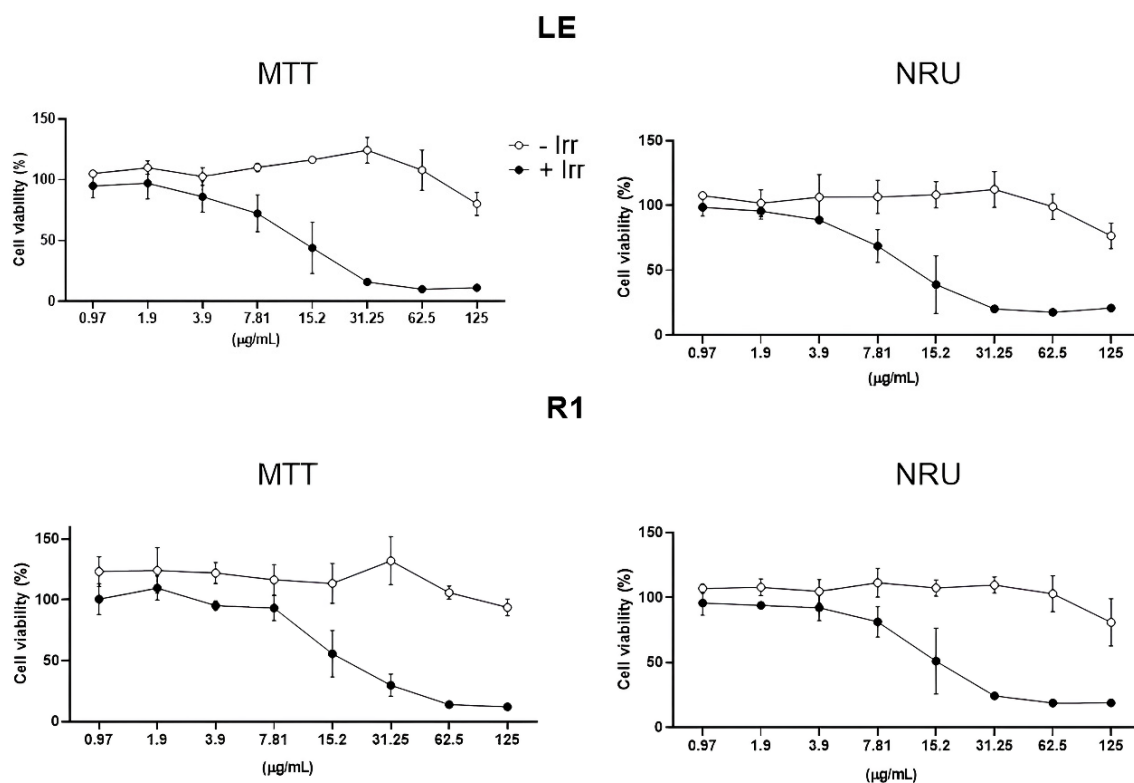 LE
MTT
NRU
Cell viability (%)
150
100
50
0
0.97 1.9 3.9 7.81 15.2 31.25 62.5 125
(µg/mL)
- Irr
+ Irr
Cell viability (%)
150
100
50
0
0.97 1.9 3.9 7.81 15.2 31.25 62.5 125
(µg/mL)
R1
MTT
NRU
Cell viability (%)
150
100
50
0
0.97 1.9 3.9 7.81 15.2 31.25 62.5 125
(µg/mL)
Cell viability (%)
150
100
50
0
0.97 1.9 3.9 7.81 15.2 31.25 62.5 125
(µg/mL)